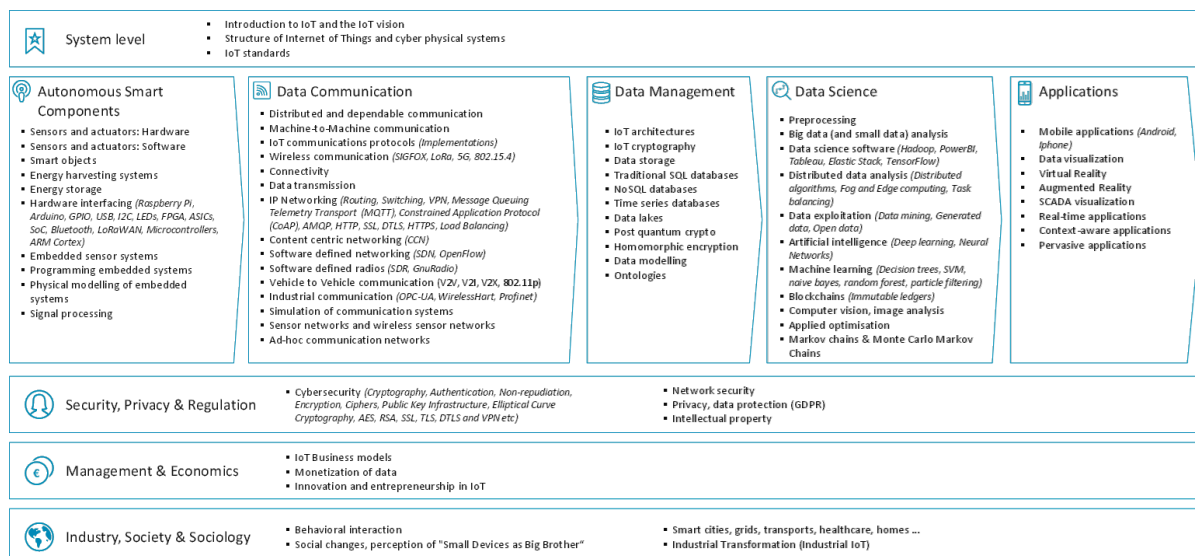 System level
Introduction to IoT and the IoT vision
Structure of Internet of Things and cyber physical systems
IoT standards
Autonomous Smart
Components
Sensors and actuators: Hardware
Sensors and actuators: Software
Smart objects
Energy harvesting systems
Energy storage
Hardware interfacing (Raspberry Pi,
Arduino, GPIO, USB, I2C, LEDs, FPGA, ASICs,
SoC, Bluetooth, LoRaWAN, Microcontrollers,
ARM Cortex)
Embedded sensor systems
Programming embedded systems
Physical modelling of embedded
systems
Signal processing
Data Communication
Distributed and dependable communication
Machine-to-Machine communication
IoT communications protocols (Implementations)
Wireless communication (SIGFOX, LoRa, 5G, 802.15.4)
Connectivity
Data transmission
IP Networking (Routing, Switching, VPN, Message Queuing
Telemetry Transport (MQTT), Constrained Application Protocol
(CoAP), AMQP, HTTP, SSL, DTLS, HTTPS, Load Balancing)
Content centric networking (CCN)
Software defined networking (SDN, OpenFlow)
Software defined radios (SDR, GnuRadio)
Vehicle to Vehicle communication (V2V, V2I, V2X, 802.11p)
Industrial communication (OPC-UA, WirelessHart, Profinet)
Simulation of communication systems
Sensor networks and wireless sensor networks
Ad-hoc communication networks
Data Management
IoT architectures
IoT cryptography
Data storage
Traditional SQL databases
NoSQL databases
Time series databases
Data lakes
Post quantum crypto
Homomorphic encryption
Data modelling
Ontologies
Data Science
Preprocessing
Big data (and small data) analysis
Data science software (Hadoop, PowerBI,
Tableau, Elastic Stack, TensorFlow)
Distributed data analysis (Distributed
algorithms, Fog and Edge computing, Task
balancing)
Data exploitation (Data mining, Generated
data, Open data)
Artificial intelligence (Deep learning, Neural
Networks)
Machine learning (Decision trees, SVM,
naive bayes, random forest, particle filtering)
Blockchains (Immutable ledgers)
Computer vision, image analysis
Applied optimisation
Markov chains & Monte Carlo Markov
Chains
Applications
Mobile applications (Android,
Iphone)
Data visualization
Virtual Reality
Augmented Reality
SCADA visualization
Real-time applications
Context-aware applications
Pervasive applications
Security, Privacy & Regulation
Cybersecurity (Cryptography, Authentication, Non-repudiation,
Encryption, Ciphers, Public Key Infrastructure, Elliptical Curve
Cryptography, AES, RSA, SSL, TLS, DTLS and VPN etc)
Network security
Privacy, data protection (GDPR)
Intellectual property
€
Management & Economics
IoT Business models
Monetization of data
Innovation and entrepreneurship in IoT
Industry, Society & Sociology
Behavioral interaction
Social changes, perception of "Small Devices as Big Brother"
Smart cities, grids, transports, healthcare, homes ...
Industrial Transformation (Industrial IoT)